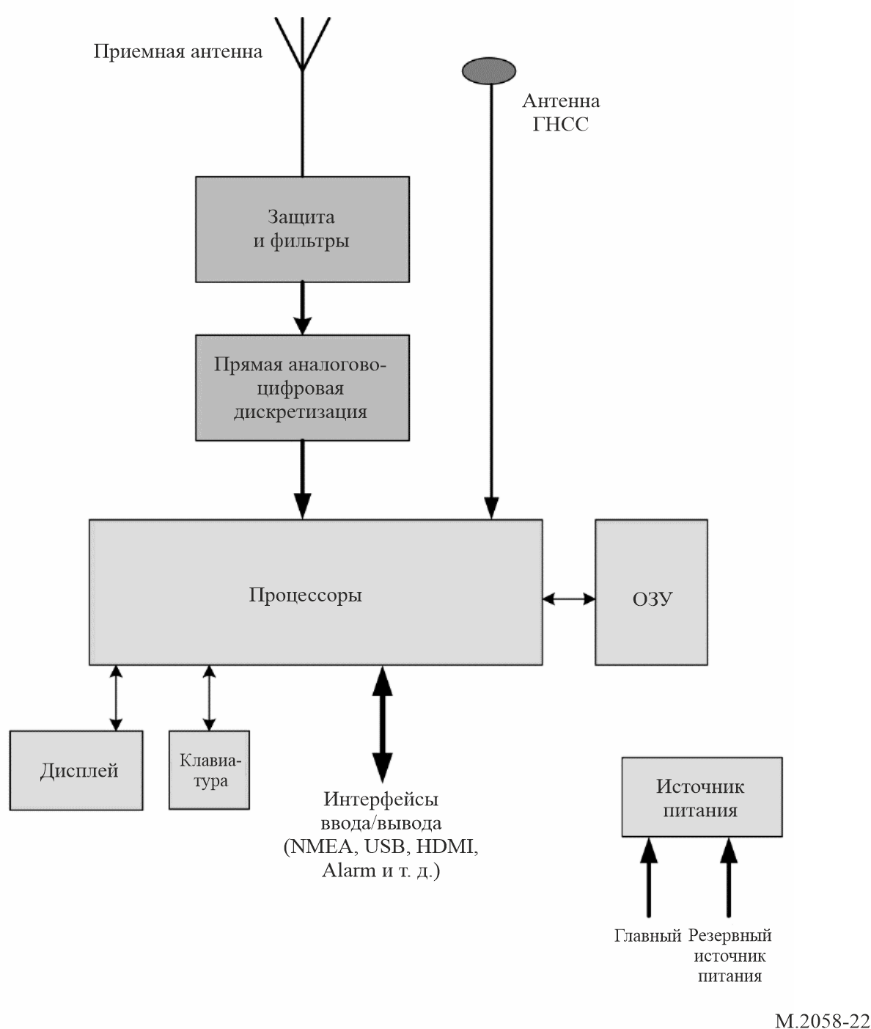 Приемная антенна
Антенна
ГНСС
Защита
и фильтры
Прямая аналогово-
цифровая
дискретизация
Процессоры
ОЗУ
Дисплей
Клавиа-
тура
Интерфейсы
ввода/вывода
(NMEA, USB, HDMI,
Alarm и т. д.)
Источник
питания
Главный
Резервный
источник
питания
M.2058-22